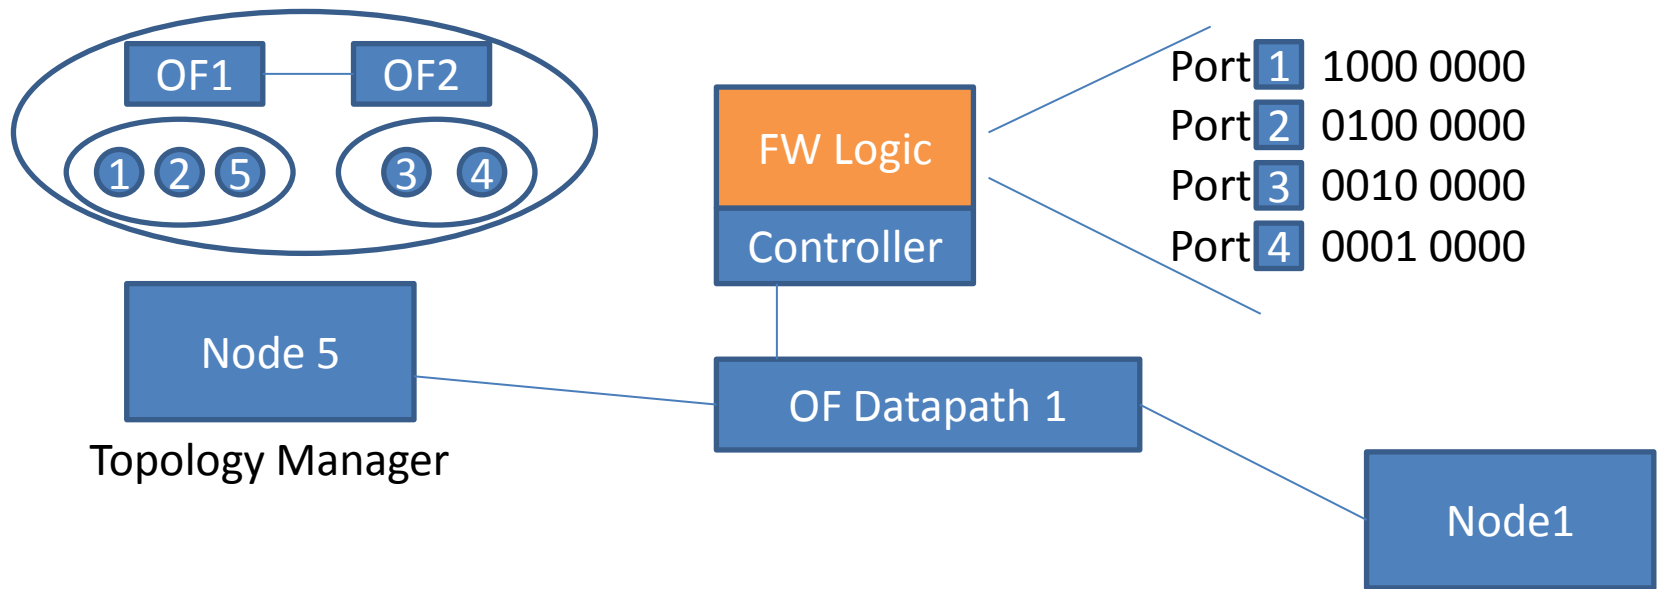 OF1 OF2
1 2 5 3 4
FW Logic
Controller
Port 1 1000 0000
Port 2 0100 0000
Port 3 0010 0000
Port 4 0001 0000
Node 5
Topology Manager
OF Datapath 1
Node1